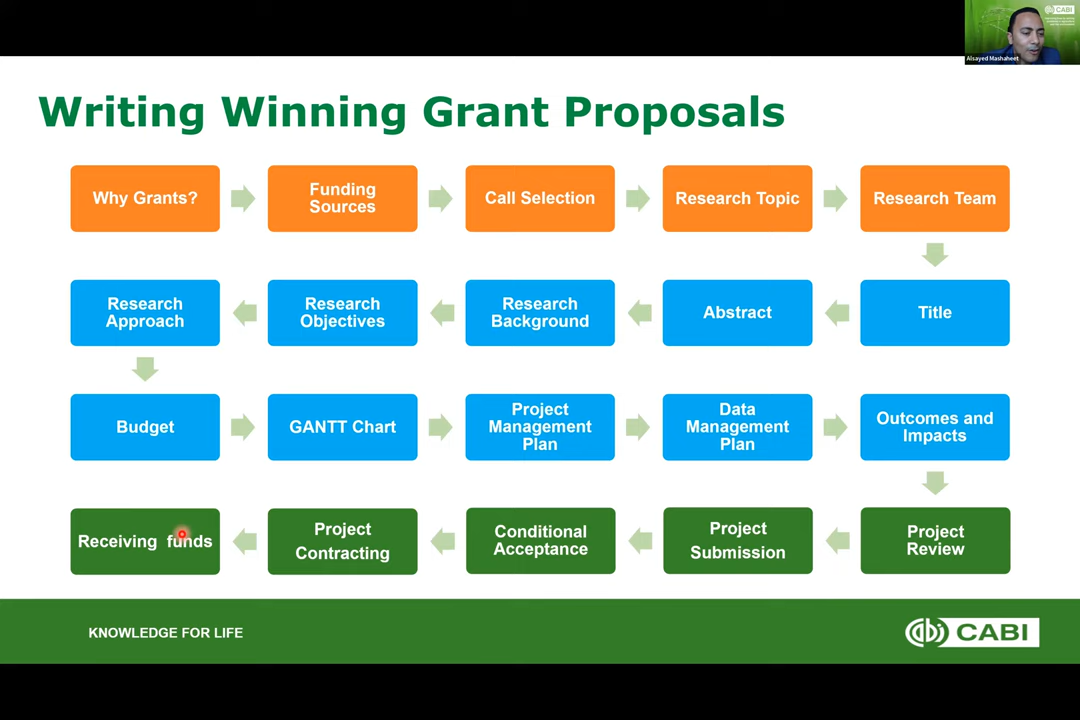 CABI
Alsayed Mashaheet
Writing Winning Grant Proposals
Why Grants?
Funding
Sources
Call Selection
Research Topic
Research Team
Title
Abstract
Research
Background
Research
Objectives
Research
Approach
Budget
GANTT Chart
Project
Management
Plan
Data
Management
Plan
Outcomes and
Impacts
Project
Review
Project
Submission
Conditional
Acceptance
Project
Contracting
Receiving funds
KNOWLEDGE FOR LIFE
CABI